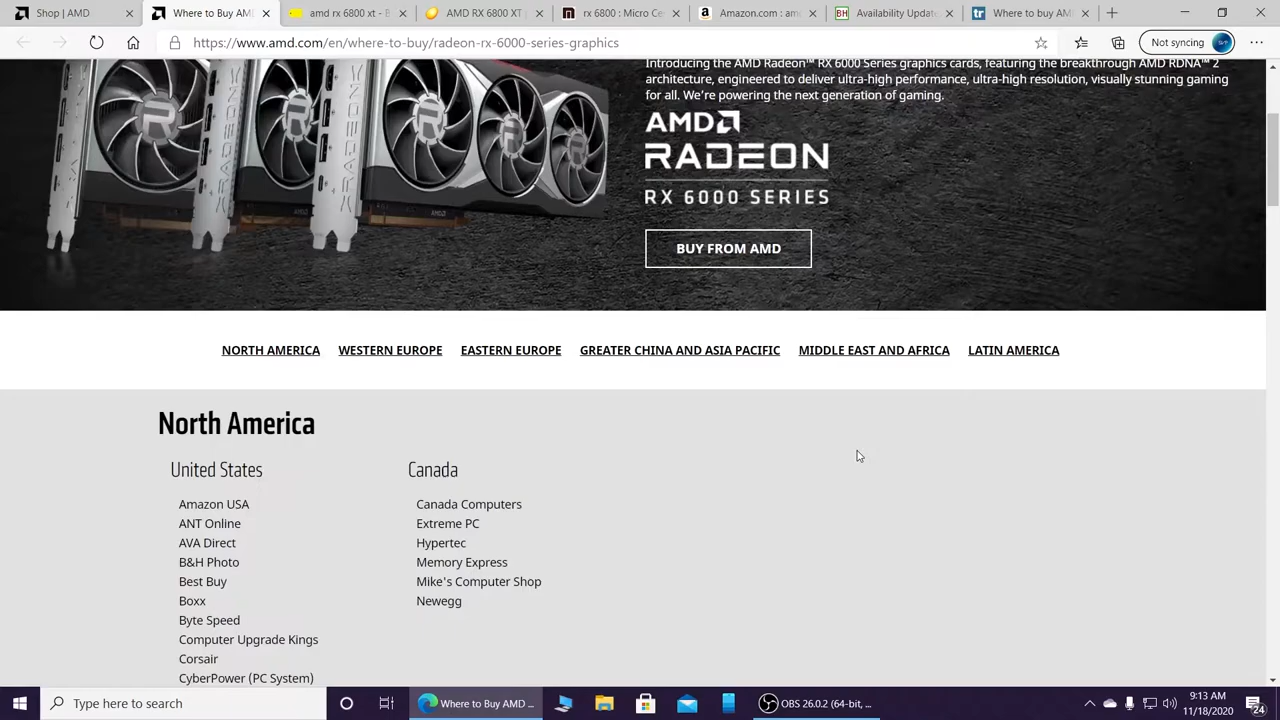 Shop | AMD
Where to Buy AMD
amd rx 6800 xt - B
AMD RX 6800 XT
rx 6800 : Micro Ce
Amazon.com : am
Availability Updat
Where to buy AM
https://www.amd.com/en/where-to-buy/radeon-rx-6000-series-graphics
Not syncing
Introducing the AMD Radeon™ RX 6000 Series graphics cards, featuring the breakthrough AMD RDNA™ 2
architecture, engineered to deliver ultra-high performance, ultra-high resolution, visually stunning gaming
for all. We're powering the next generation of gaming.
AMD
RADEON
RX 6000 SERIES
BUY FROM AMD
RADEON
RADEON
NORTH AMERICA WESTERN EUROPE EASTERN EUROPE GREATER CHINA AND ASIA PACIFIC MIDDLE EAST AND AFRICA LATIN AMERICA
North America
United States
Amazon USA
ANT Online
AVA Direct
B&H Photo
Best Buy
Boxx
Byte Speed
Computer Upgrade Kings
Corsair
CyberPower (PC System)
Canada
Canada Computers
Extreme PC
Hypertec
Memory Express
Mike's Computer Shop
Newegg
Type here to search
Where to Buy AMD ...
OBS 26.0.2 (64-bit, ...
9:13 AM
11/18/2020
24